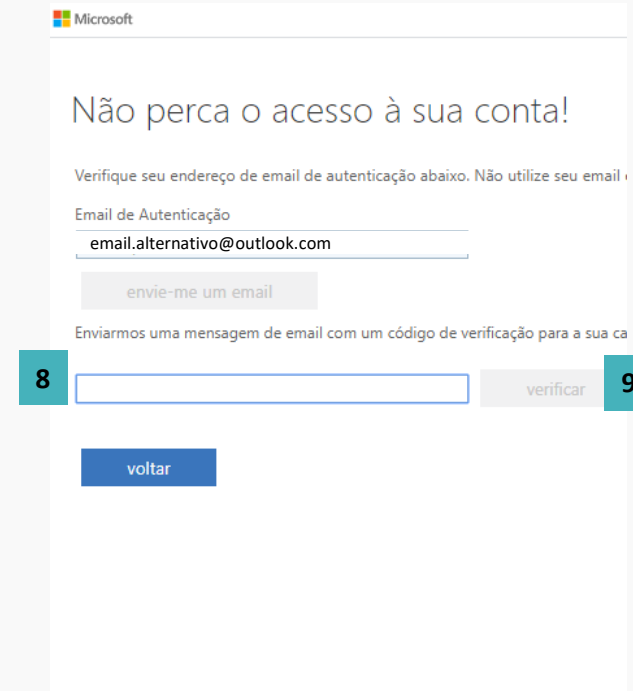 Microsoft
Não perca o acesso à sua conta!
Verifique seu endereço de email de autenticação abaixo. Não utilize seu email
Email de Autenticação
email.alternativo@outlook.com
envie-me um email
Enviarmos uma mensagem de email com um código de verificação para a sua ca
8
verificar
9
voltar